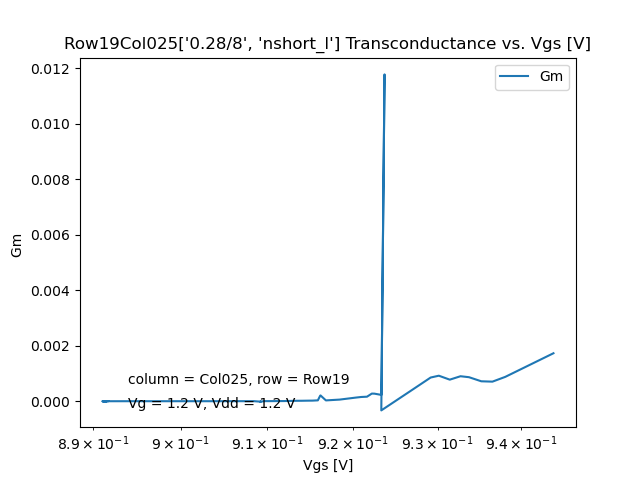 Row19Col025['0.28/8', 'nshort_l'] Transconductance vs. Vgs [V]
Gm
0.012
0.010
0.008
0.006
0.004
0.002
0.000
Gm
column = Col025, row = Row19
Vg = 1.2 V, Vdd = 1.2 V
8.9 × 10⁻¹ 9 × 10⁻¹ 9.1 × 10⁻¹ 9.2 × 10⁻¹ 9.3 × 10⁻¹ 9.4 × 10⁻¹
Vgs [V]